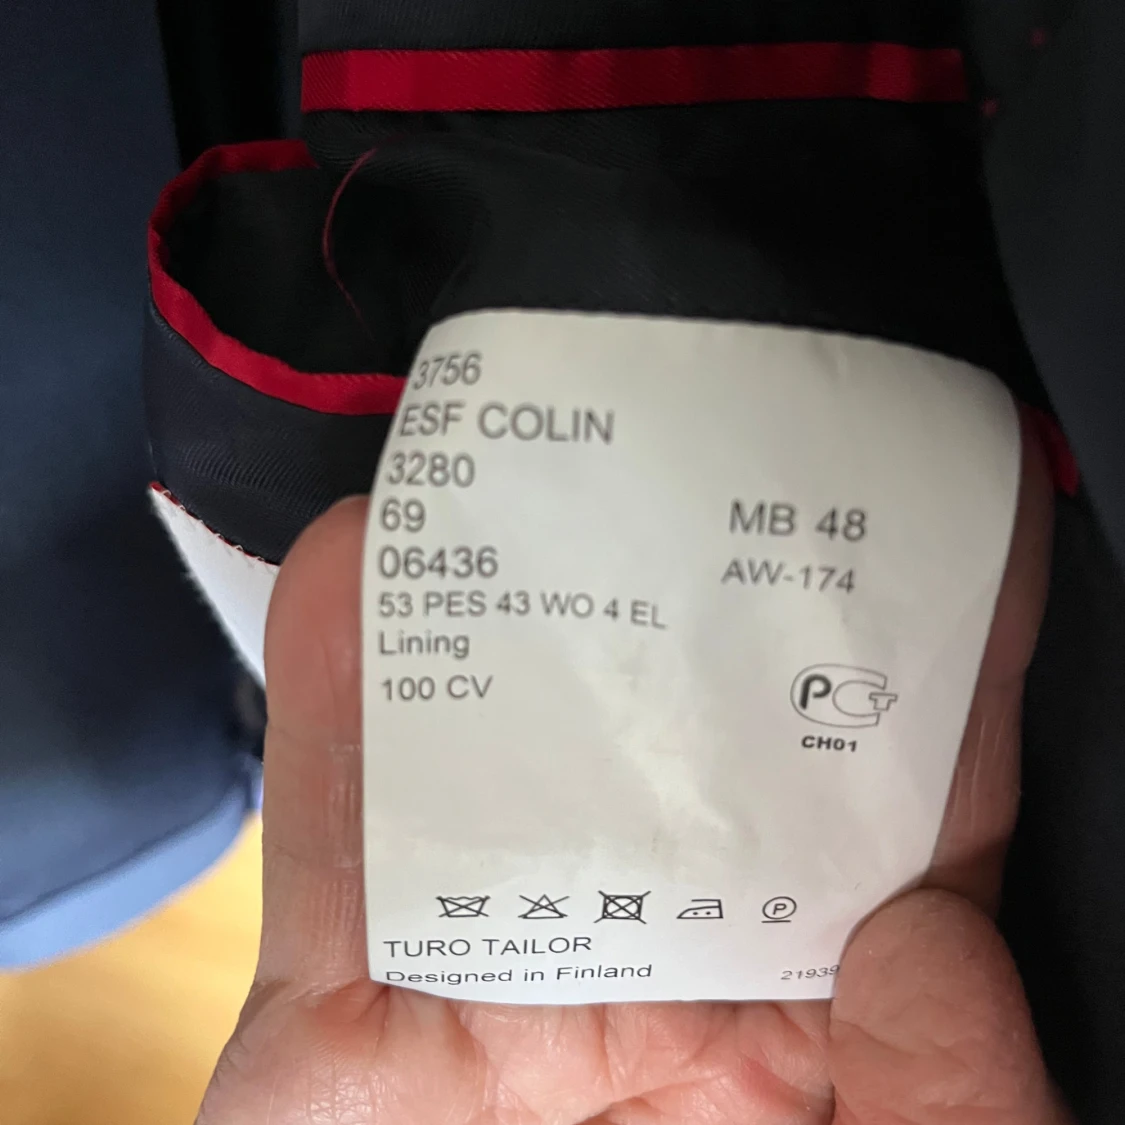 3756
ESF COLIN
3280
69
MB 48
06436
AW-174
53 PES 43 WO 4 EL
Lining
100 CV
PCT
CH01
P
TURO TAILOR
Designed in Finland
21939